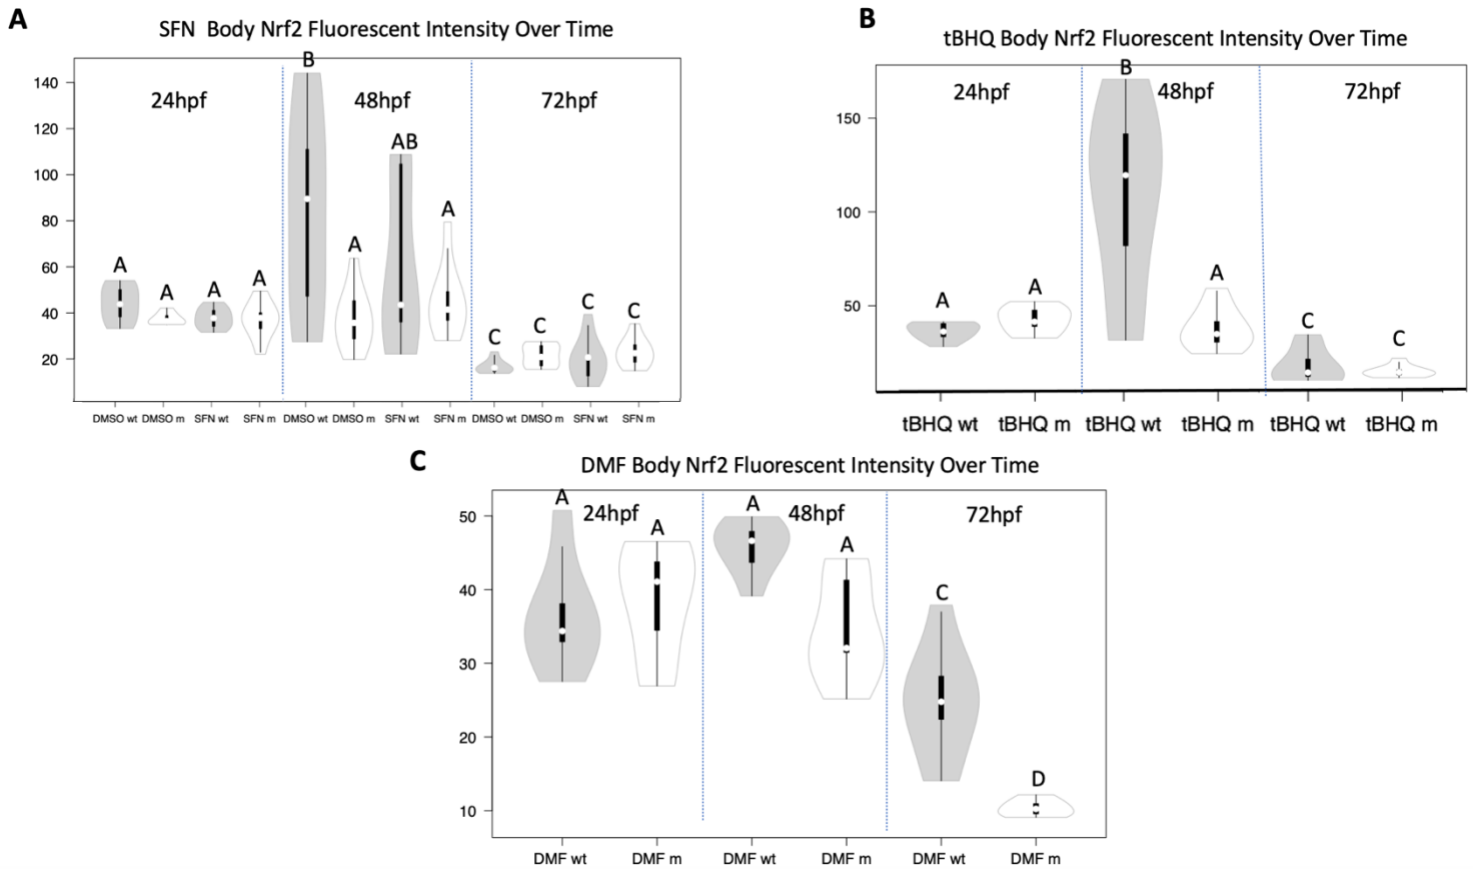 A
SFN Body Nrf2 Fluorescent Intensity Over Time
140
120
100
80
60
40
20
24hpf
48hpf
72hpf
A
A
A
A
B
A
AB
A
C
C
C
C
DMSO wt DMSO m SFN wt SFN m DMSO wt DMSO m SFN wt SFN m DMSO wt DMSO m SFN wt SFN m
B
tBHQ Body Nrf2 Fluorescent Intensity Over Time
150
100
50
24hpf
48hpf
72hpf
A
A
B
A
C
C
tBHQ wt tBHQ m tBHQ wt tBHQ m tBHQ wt tBHQ m
C
DMF Body Nrf2 Fluorescent Intensity Over Time
50
40
30
20
10
24hpf
48hpf
72hpf
A
A
A
A
C
D
DMF wt DMF m DMF wt DMF m DMF wt DMF m